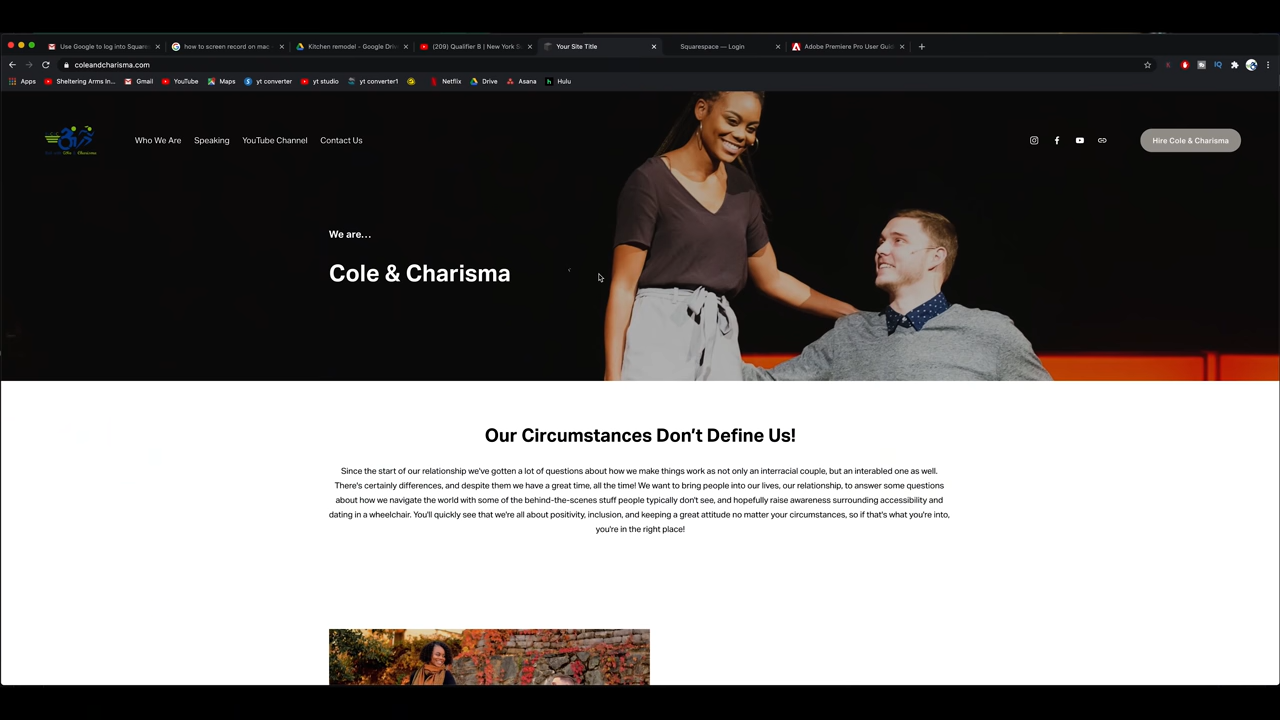 Use Google to log into Squares
how to screen record on mac
Kitchen remodel - Google Driv
(209) Qualifier B | New York S
Your Site Title
Squarespace — Login
Adobe Premiere Pro User Guid
coleandcharisma.com
Apps
Sheltering Arms In...
Gmail
YouTube
Maps
yt converter
yt studio
yt converter1
Netflix
Drive
Asana
Hulu
Who We Are
Speaking
YouTube Channel
Contact Us
Hire Cole & Charisma
We are...
Cole & Charisma
Our Circumstances Don't Define Us!
Since the start of our relationship we've gotten a lot of questions about how we make things work as not only an interracial couple, but an interabled one as well.
There's certainly differences, and despite them we have a great time, all the time! We want to bring people into our lives, our relationship, to answer some questions
about how we navigate the world with some of the behind-the-scenes stuff people typically don't see, and hopefully raise awareness surrounding accessibility and
dating in a wheelchair. You'll quickly see that we're all about positivity, inclusion, and keeping a great attitude no matter your circumstances, so if that's what you're into,
you're in the right place!